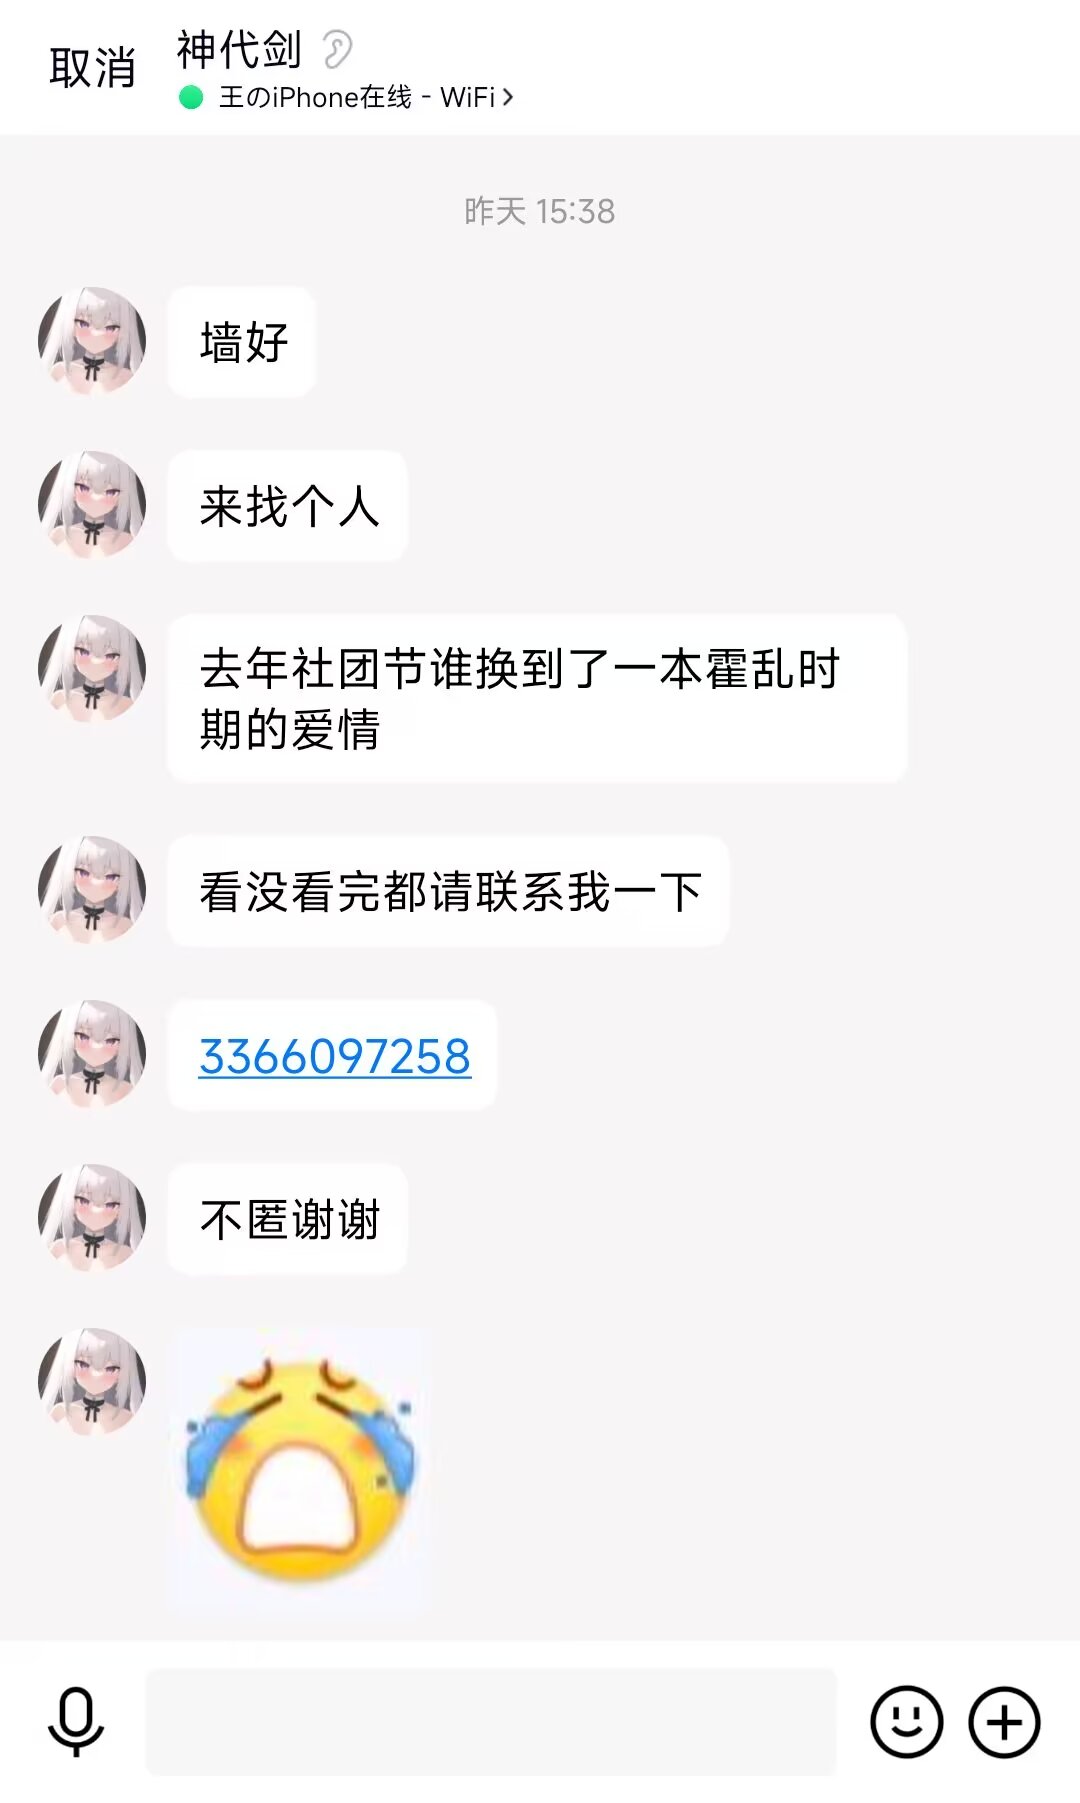 取消
神代剑
王のiPhone在线 - WiFi
昨天 15:38
墙好
来找个人
去年社团节谁换到了一本霍乱时
期的爱情
看没看完都请联系我一下
3366097258
不匿谢谢